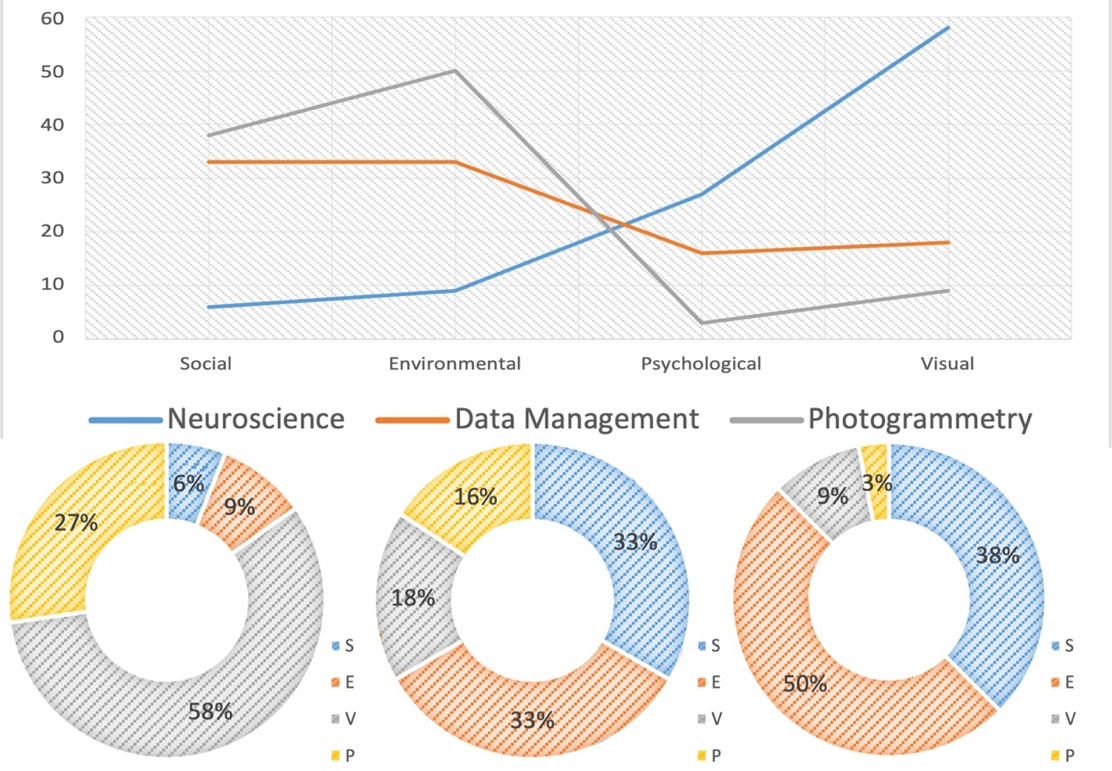 60
50
40
30
20
10
0
Social Environmental Psychological Visual
Neuroscience Data Management Photogrammetry
6%
9%
27%
58%
S
E
V
P
16%
33%
18%
33%
S
E
V
P
9%
3%
38%
50%
S
E
V
P